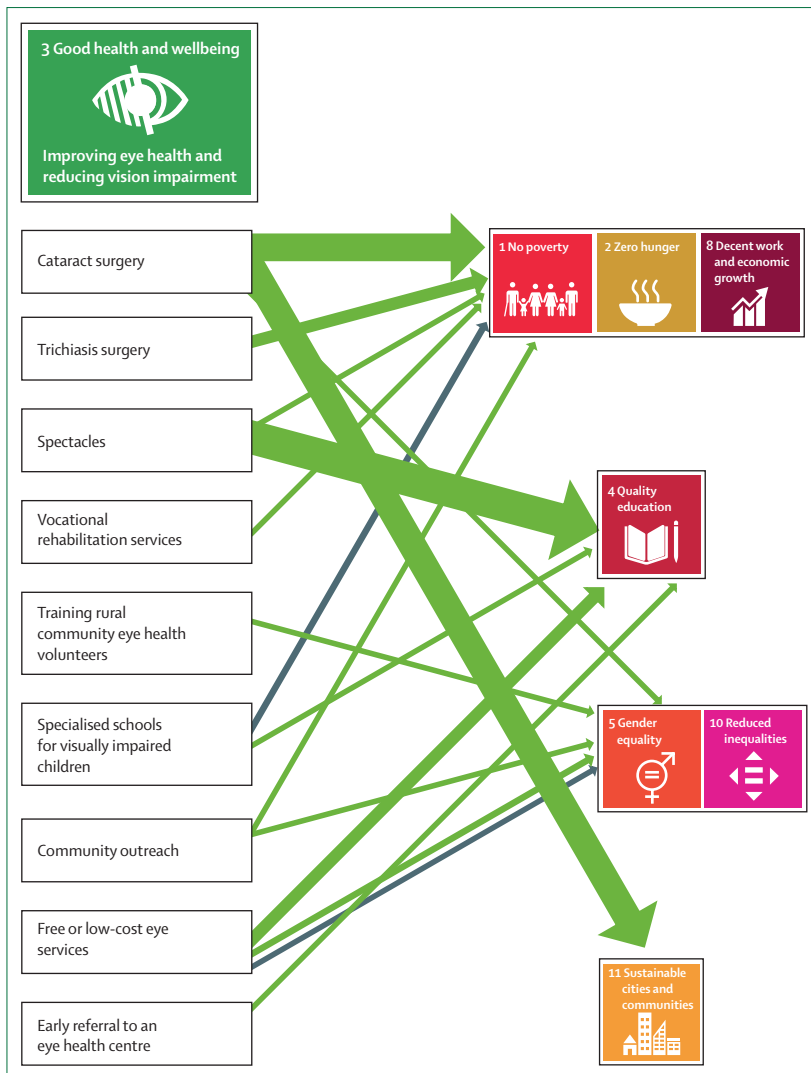 3 Good health and wellbeing
Improving eye health and
reducing vision impairment
Cataract surgery
Trichiasis surgery
Spectacles
Vocational
rehabilitation services
Training rural
community eye health
volunteers
Specialised schools
for visually impaired
children
Community outreach
Free or low-cost eye
services
Early referral to an
eye health centre
1 No poverty
2 Zero hunger
8 Decent work
and economic
growth
4 Quality
education
5 Gender
equality
10 Reduced
inequalities
11 Sustainable
cities and
communities